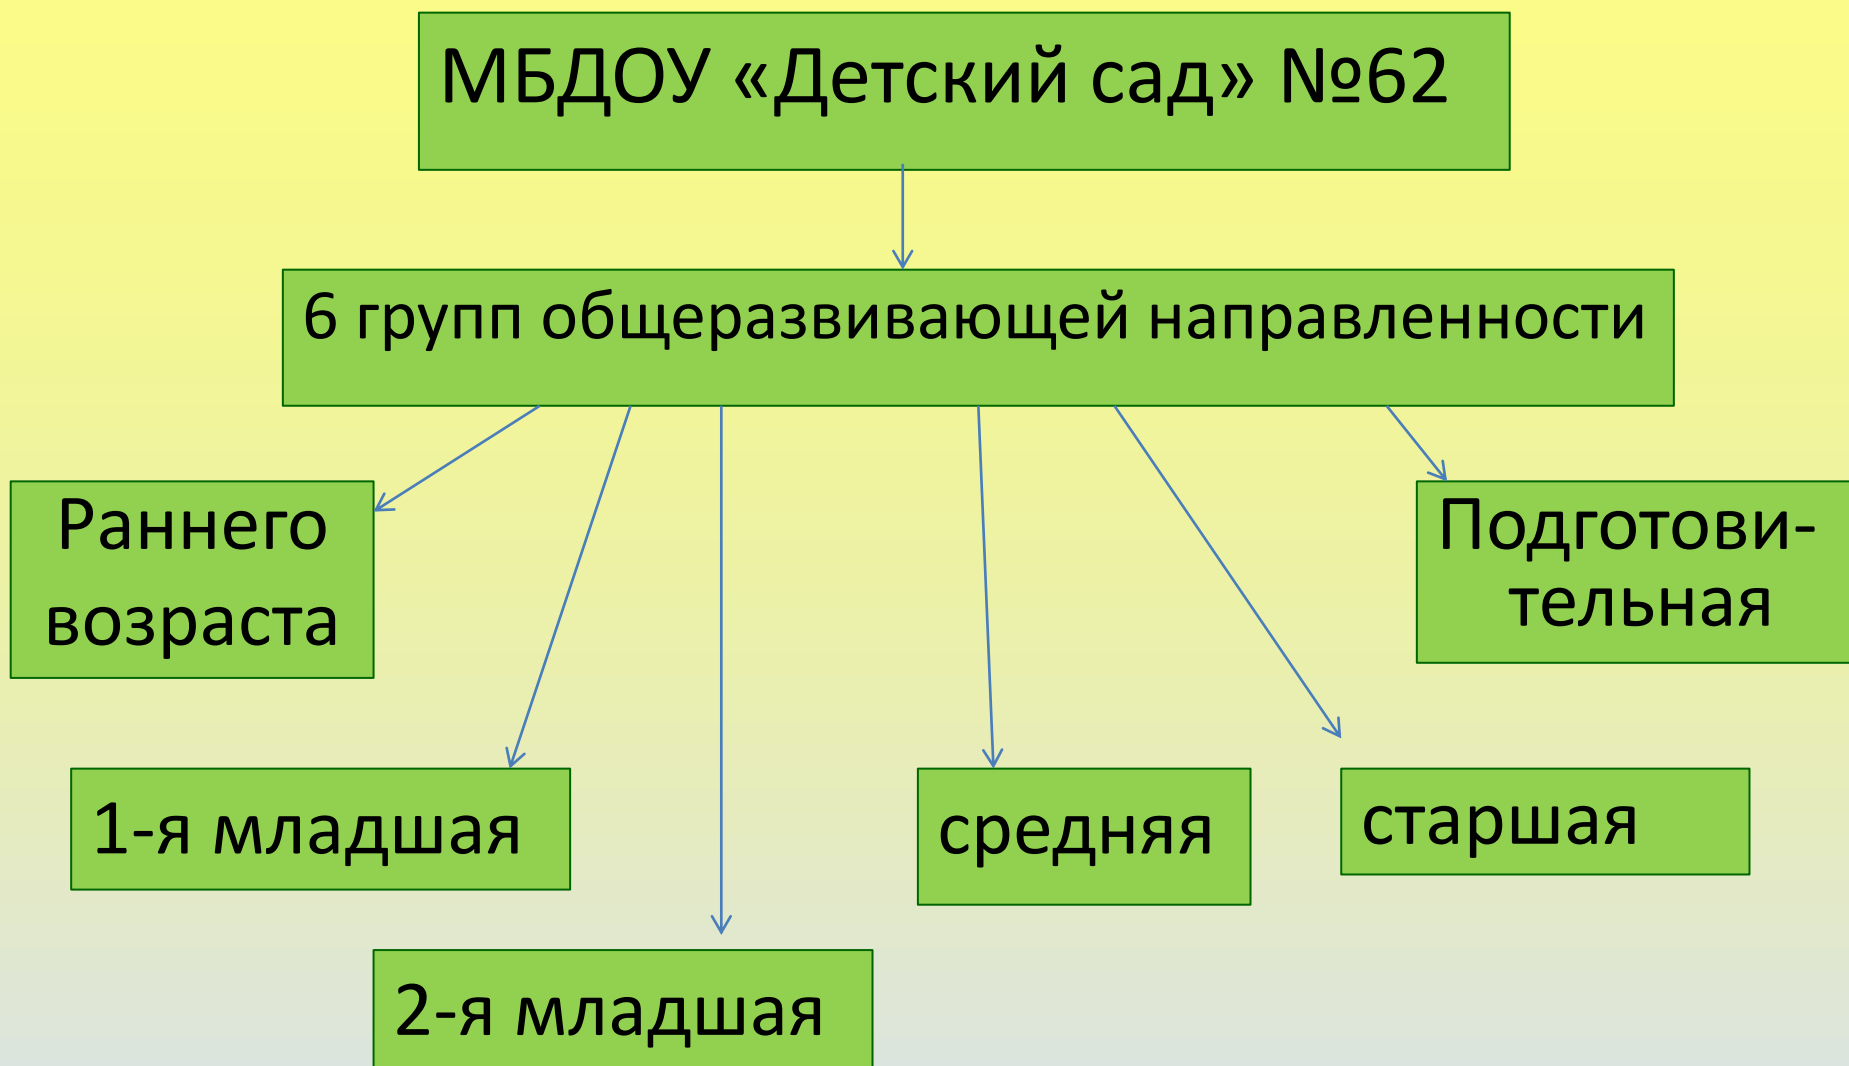 МБДОУ «Детский сад» №62
6 групп общеразвивающей направленности
Раннего
возраста
Подготови-
тельная
1-я младшая
средняя
старшая
2-я младшая